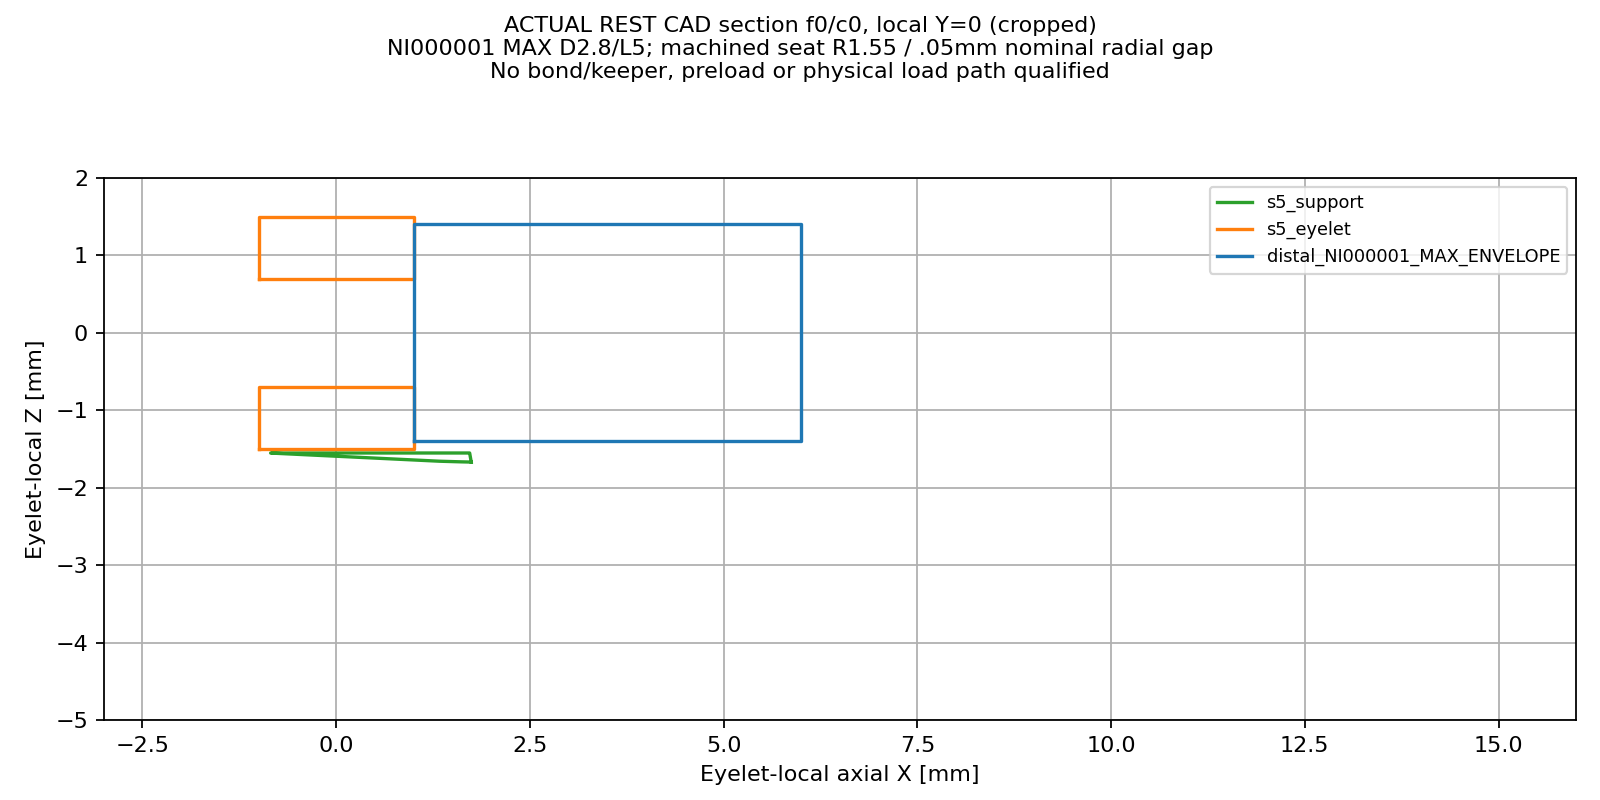 ACTUAL REST CAD section f0/c0, local Y=0 (cropped)
NI000001 MAX D2.8/L5; machined seat R1.55 / .05mm nominal radial gap
No bond/keeper, preload or physical load path qualified
s5_support
s5_eyelet
distal_NI000001_MAX_ENVELOPE
Eyelet-local Z [mm]
2
1
0
−1
−2
−3
−4
−5
−2.5 0.0 2.5 5.0 7.5 10.0 12.5 15.0
Eyelet-local axial X [mm]